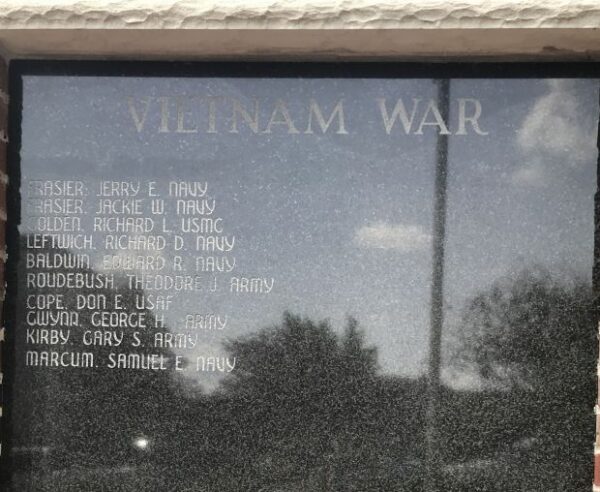 VIETNAM WAR
FRASIER, JERRY E. NAVY
FRASIER, JACKIE W. NAVY
GOLDEN, RICHARD L. USMC
LEFTWICH, RICHARD D. NAVY
BALDWIN, EDWARD R. NAVY
ROUDEBUSH, THEODORE J. ARMY
COPE, DON E. USAF
GEORGE H. ARMY
KIRBY, GARY S. ARMY
MARCUM, SAMUEL E. NAVY